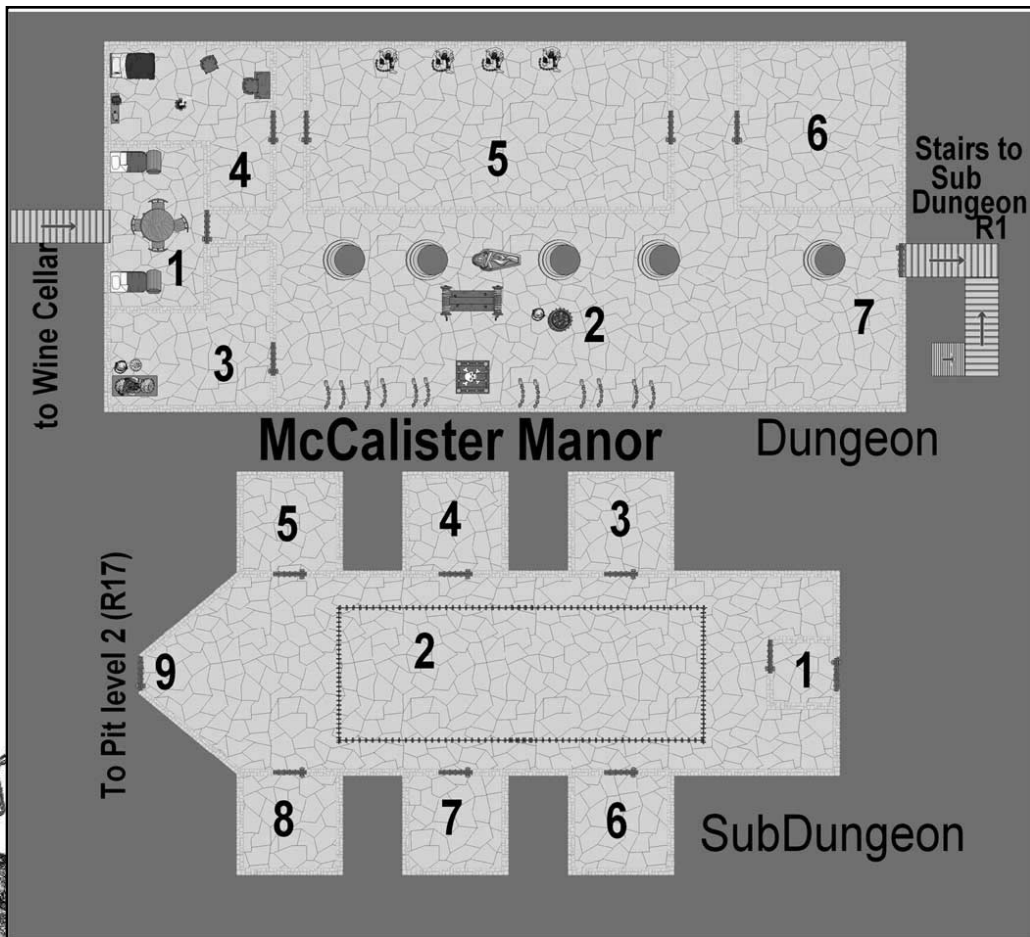 4
5
6
Stairs to
Sub
Dungeon
R1
to Wine Cellar
1
2
7
3
McCalister Manor
Dungeon
5
4
3
To Pit level 2 (R17)
9
2
1
8
7
6
SubDungeon